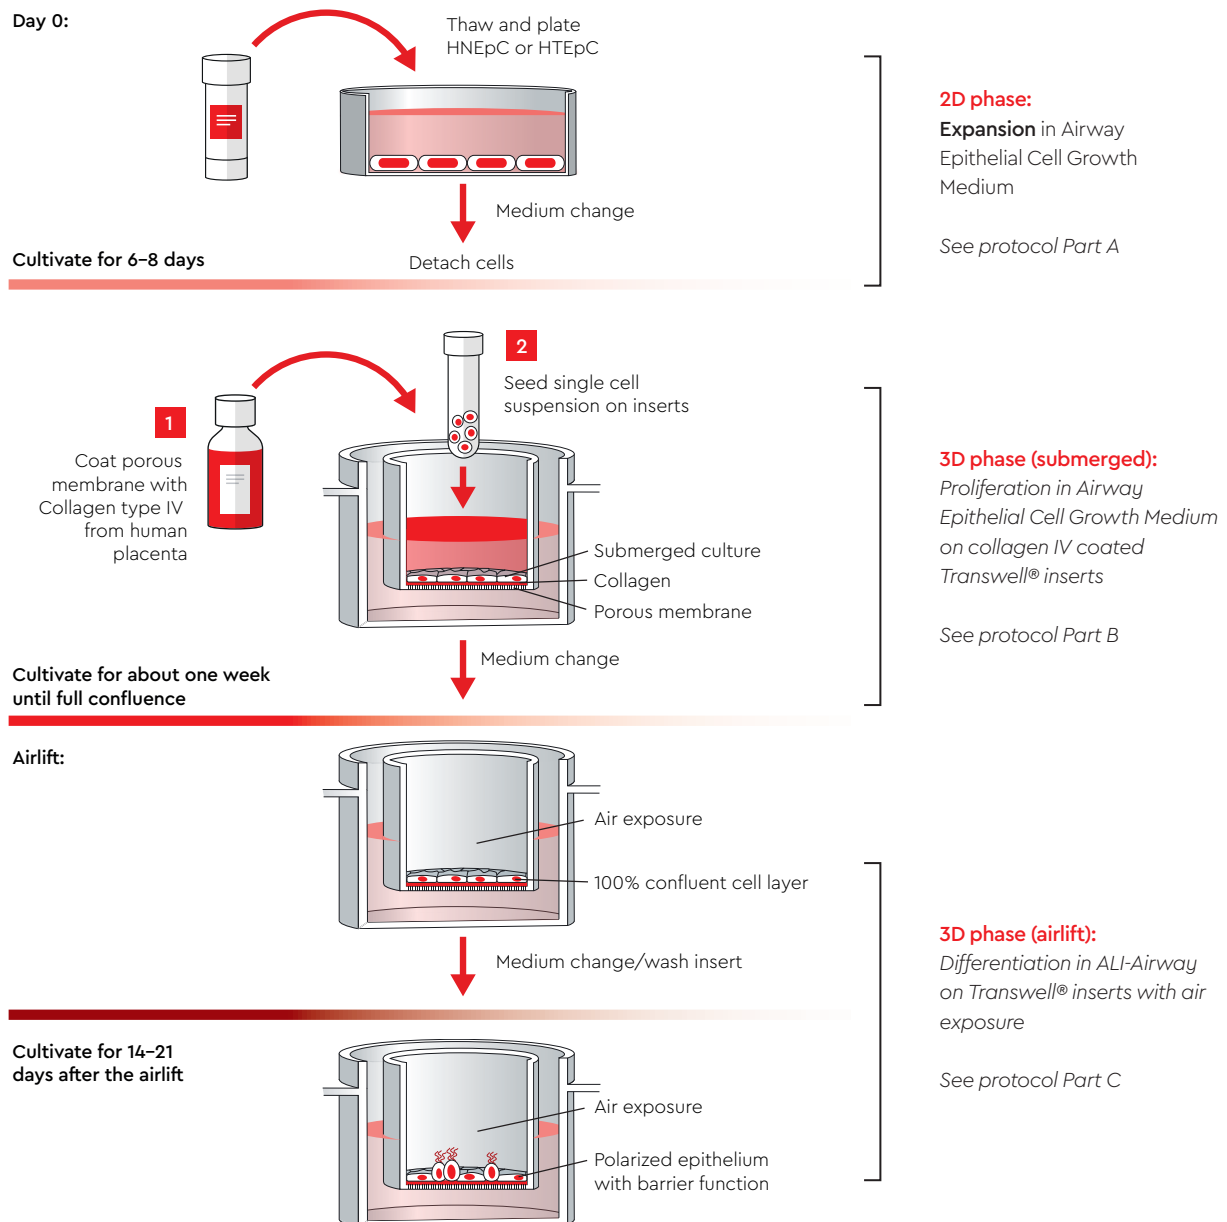 Day 0:
Thaw and plate
HNEpC or HTEpC
Medium change
Detach cells
Cultivate for 6–8 days
2D phase:
Expansion in Airway
Epithelial Cell Growth
Medium
See protocol Part A
1
Coat porous
membrane with
Collagen type IV
from human
placenta
2
Seed single cell
suspension on inserts
Submerged culture
Collagen
Porous membrane
Medium change
Cultivate for about one week
until full confluence
3D phase (submerged):
Proliferation in Airway
Epithelial Cell Growth Medium
on collagen IV coated
Transwell® inserts
See protocol Part B
Airlift:
Air exposure
100% confluent cell layer
Medium change/wash insert
Cultivate for 14–21
days after the airlift
Air exposure
Polarized epithelium
with barrier function
3D phase (airlift):
Differentiation in ALI-Airway
on Transwell® inserts with air
exposure
See protocol Part C